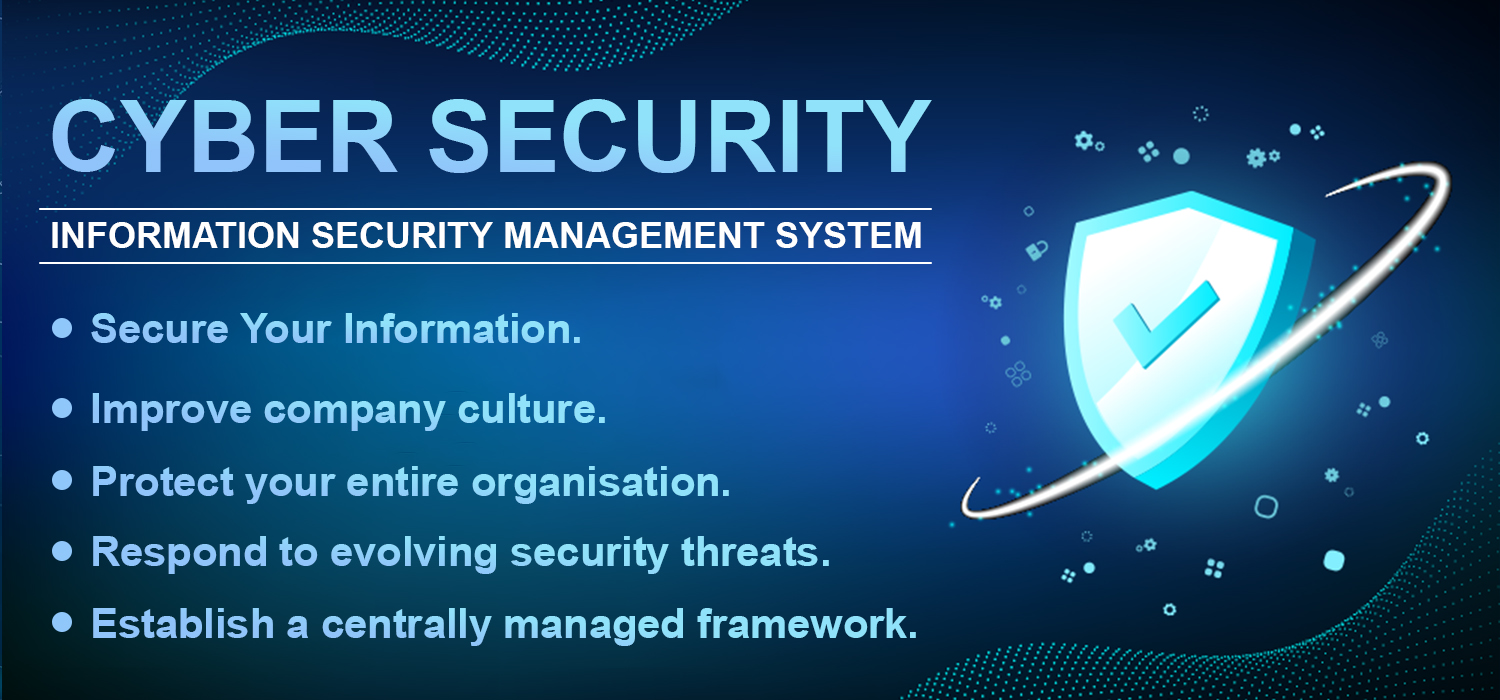 CYBER SECURITY
INFORMATION SECURITY MANAGEMENT SYSTEM
• Secure Your Information.
• Improve company culture.
• Protect your entire organisation.
• Respond to evolving security threats.
• Establish a centrally managed framework.